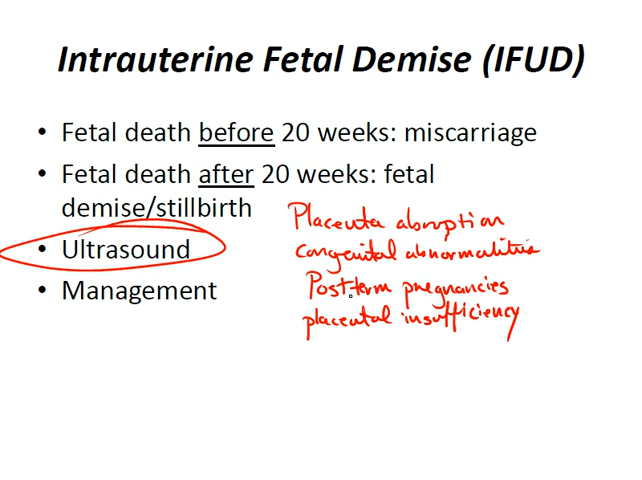 Intrauterine Fetal Demise (IFUD)
• Fetal death before 20 weeks: miscarriage
• Fetal death after 20 weeks: fetal
demise/stillbirth
• Ultrasound
• Management
Placenta abruption
congenital abnormalities
Post-term pregnancies
placental insufficiency